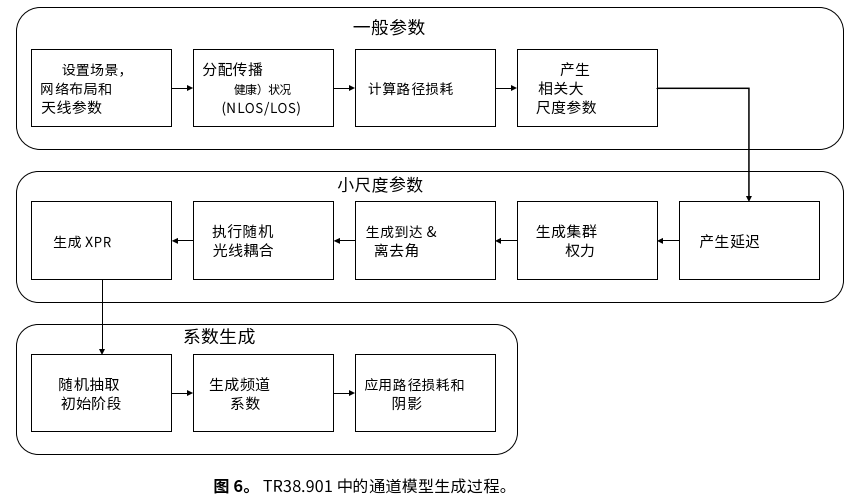 一般参数
设置场景，
网络布局和
天线参数
分配传播
健康）状况
(NLOS/LOS)
计算路径损耗
产生
相关大
尺度参数
小尺度参数
生成 XPR
执行随机
光线耦合
生成到达 &
离去角
生成集群
权力
产生延迟
系数生成
随机抽取
初始阶段
生成频道
系数
应用路径损耗和
阴影
图 6。 TR38.901 中的通道模型生成过程。